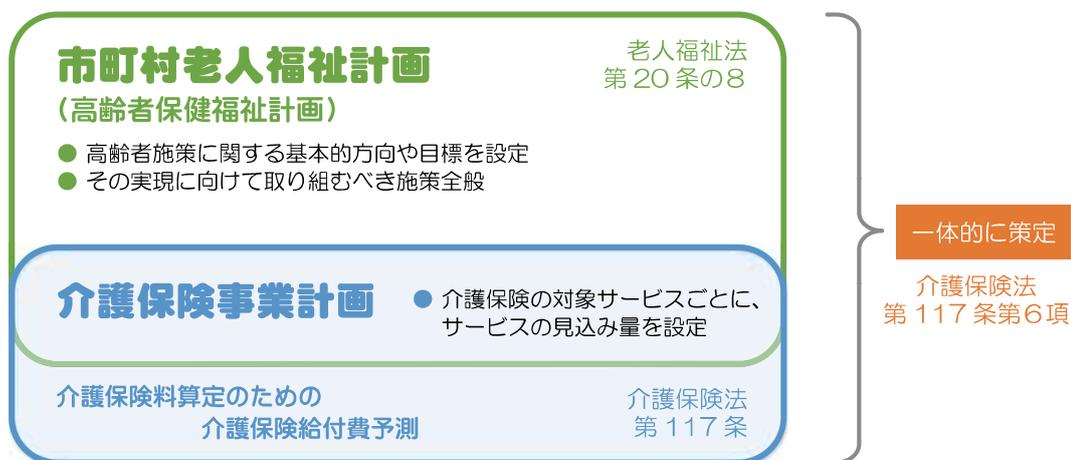 市町村老人福祉計画
(高齢者保健福祉計画)
老人福祉法
第20条の8
● 高齢者施策に関する基本的方向や目標を設定
● その実現に向けて取り組むべき施策全般
介護保険事業計画
● 介護保険の対象サービスごとに、
サービスの見込み量を設定
介護保険料算定のための
介護保険給付費予測
介護保険法
第117条
一体的に策定
介護保険法
第117条第6項